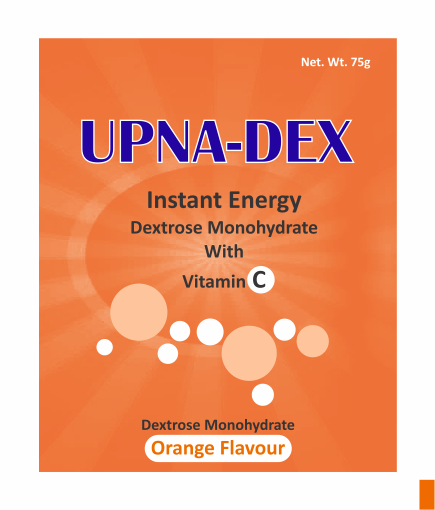 Net. Wt. 75g
UPNA-DEX
Instant Energy
Dextrose Monohydrate
With
Vitamin C
Dextrose Monohydrate
Orange Flavour